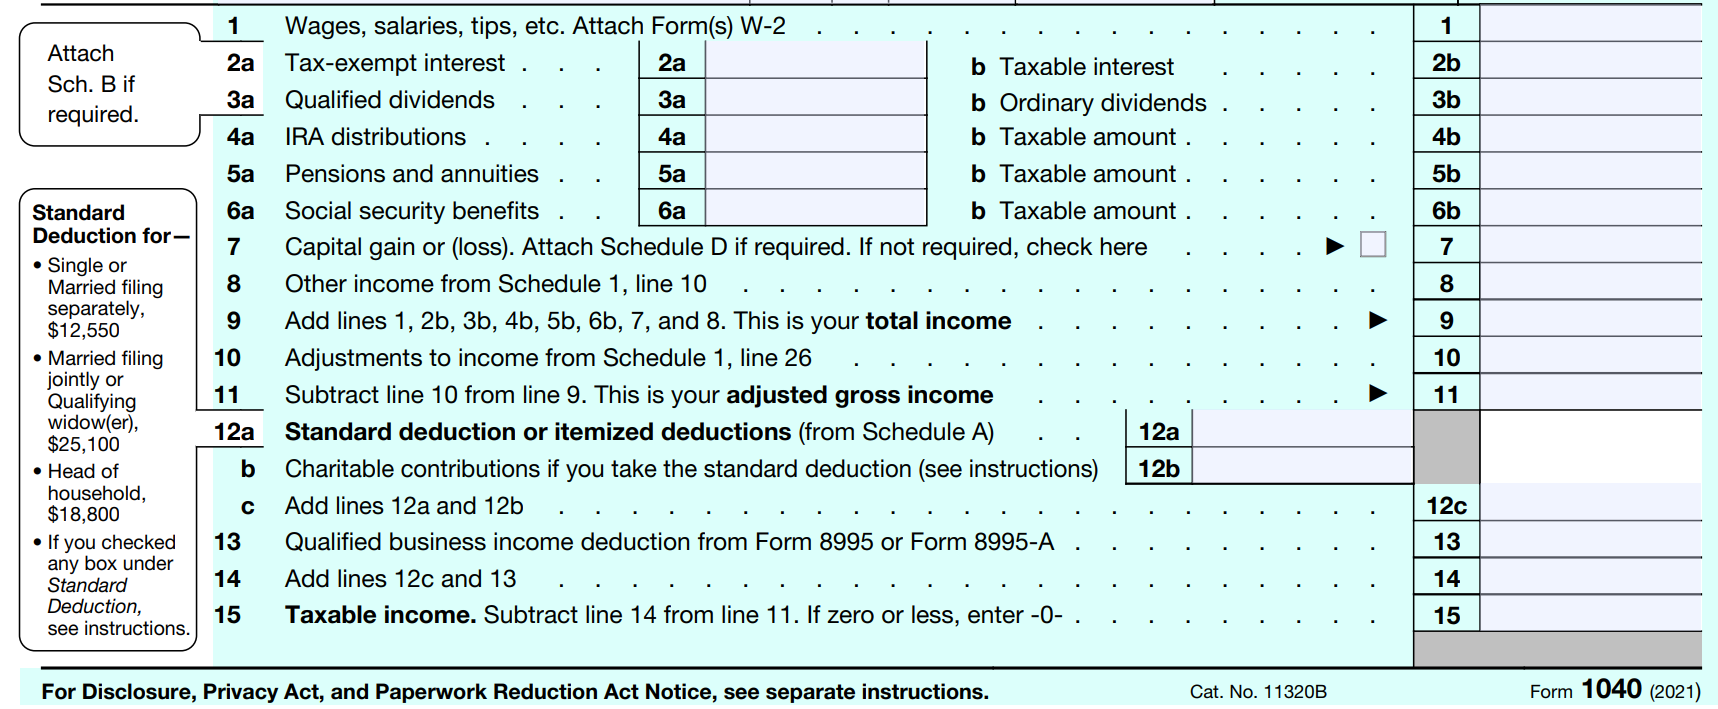 Attach
Sch. B if
required.
Standard
Deduction for—
• Single or
Married filing
separately,
$12,550
• Married filing
jointly or
Qualifying
widow(er),
$25,100
• Head of
household,
$18,800
• If you checked
any box under
Standard
Deduction,
see instructions.
1 Wages, salaries, tips, etc. Attach Form(s) W-2 . . . . . . . . . . . . . . . . 1
2a Tax-exempt interest . . . 2a b Taxable interest . . . . . 2b
3a Qualified dividends . . . 3a b Ordinary dividends . . . . . 3b
4a IRA distributions . . . . 4a b Taxable amount . . . . . . 4b
5a Pensions and annuities . . 5a b Taxable amount . . . . . . 5b
6a Social security benefits . . 6a b Taxable amount . . . . . . 6b
7 Capital gain or (loss). Attach Schedule D if required. If not required, check here . . . . ▶ 7
8 Other income from Schedule 1, line 10 . . . . . . . . . . . . . . . . . . 8
9 Add lines 1, 2b, 3b, 4b, 5b, 6b, 7, and 8. This is your total income . . . . . . . . . ▶ 9
10 Adjustments to income from Schedule 1, line 26 . . . . . . . . . . . . . . . 10
11 Subtract line 10 from line 9. This is your adjusted gross income . . . . . . . . . ▶ 11
12a Standard deduction or itemized deductions (from Schedule A) . . 12a
b Charitable contributions if you take the standard deduction (see instructions) 12b
c Add lines 12a and 12b . . . . . . . . . . . . . . . . . . . . . . . 12c
13 Qualified business income deduction from Form 8995 or Form 8995-A . . . . . . . . . 13
14 Add lines 12c and 13 . . . . . . . . . . . . . . . . . . . . . . . 14
15 Taxable income. Subtract line 14 from line 11. If zero or less, enter -0- . . . . . . . . . 15
For Disclosure, Privacy Act, and Paperwork Reduction Act Notice, see separate instructions. Cat. No. 11320B Form 1040 (2021)